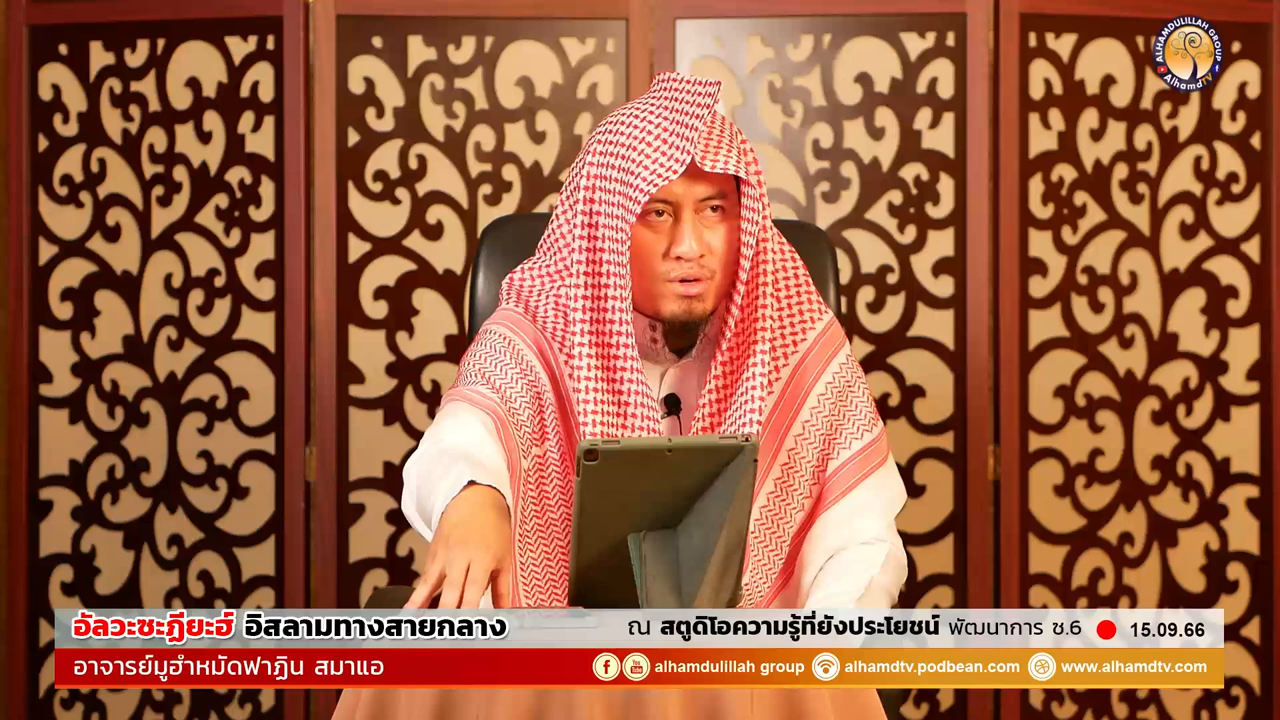 ALHAMDULILLAH GROUP
AlhamdTV
อัลวะซะฏียะฮ์ อิสลามทางสายกลาง
ณ สตูดิโอความรู้ที่ยังประโยชน์ พัฒนาการ ซ.6 15.09.66
อาจารย์มูฮำหมัดฟาฏิน สมาแอ
f You Tube alhamdulillah group alhamdtv.podbean.com www.alhamdtv.com